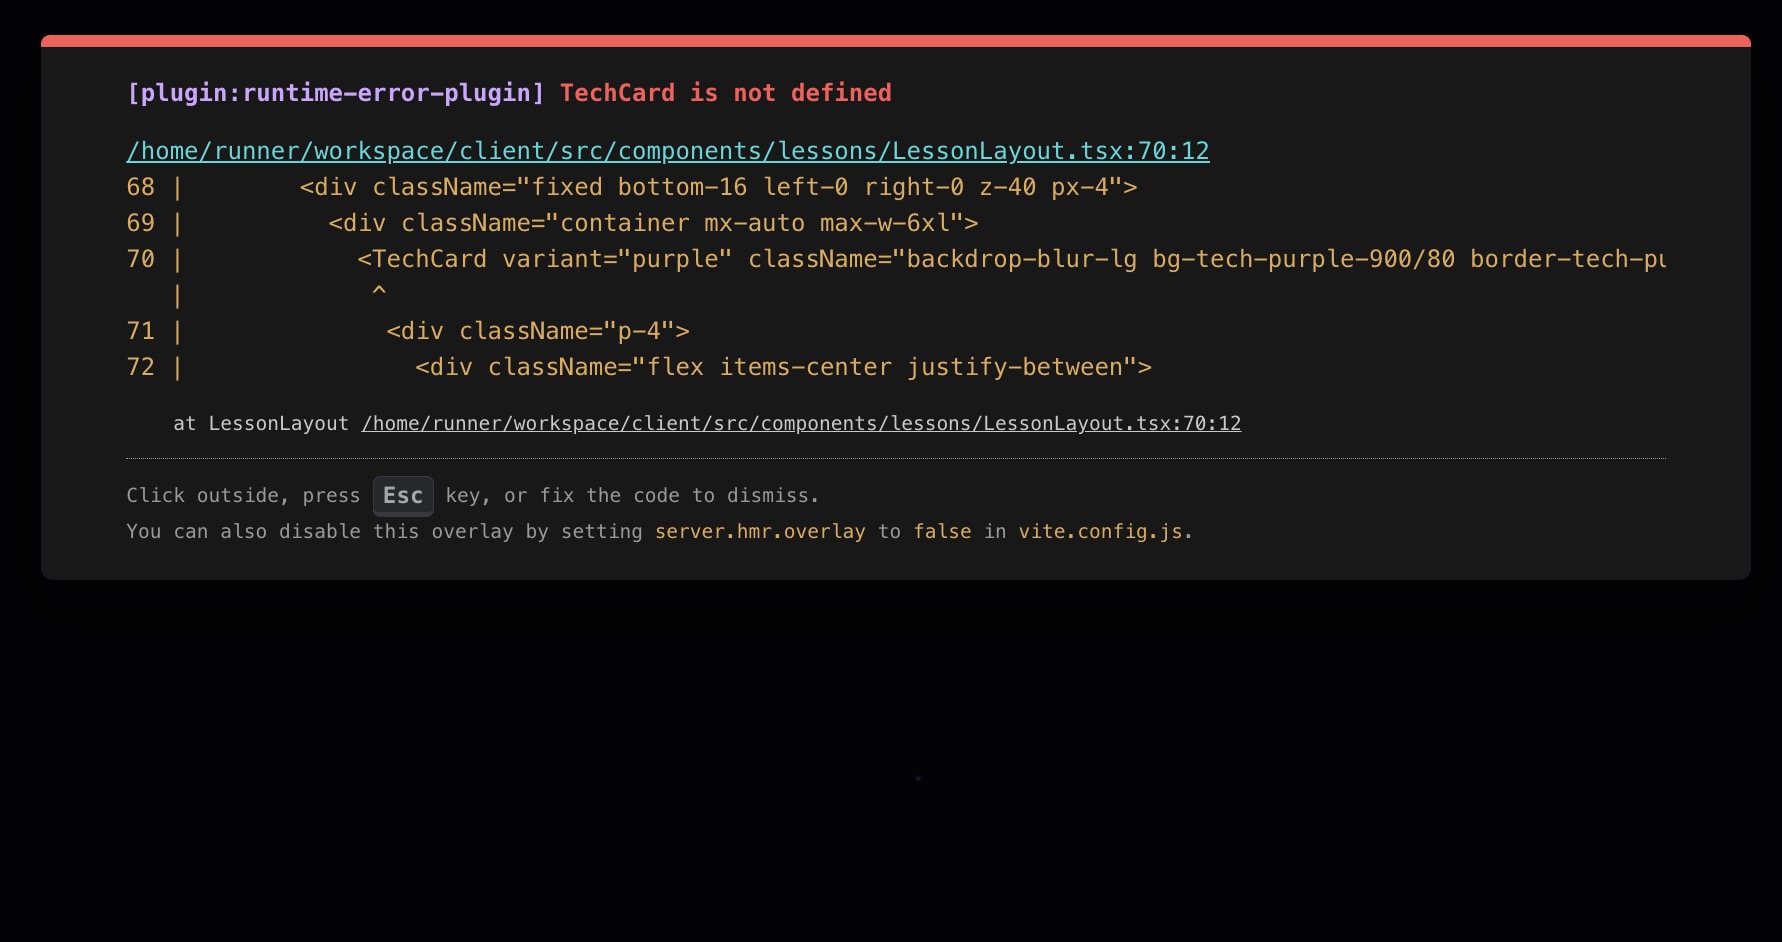 [plugin:runtime-error-plugin] TechCard is not defined
/home/runner/workspace/client/src/components/lessons/LessonLayout.tsx:70:12
68 |        <div className="fixed bottom-16 left-0 right-0 z-40 px-4">
69 |          <div className="container mx-auto max-w-6xl">
70 |            <TechCard variant="purple" className="backdrop-blur-lg bg-tech-purple-900/80 border-tech-pu
   |             ^
71 |              <div className="p-4">
72 |                <div className="flex items-center justify-between">
at LessonLayout /home/runner/workspace/client/src/components/lessons/LessonLayout.tsx:70:12
Click outside, press Esc key, or fix the code to dismiss.
You can also disable this overlay by setting server.hmr.overlay to false in vite.config.js.